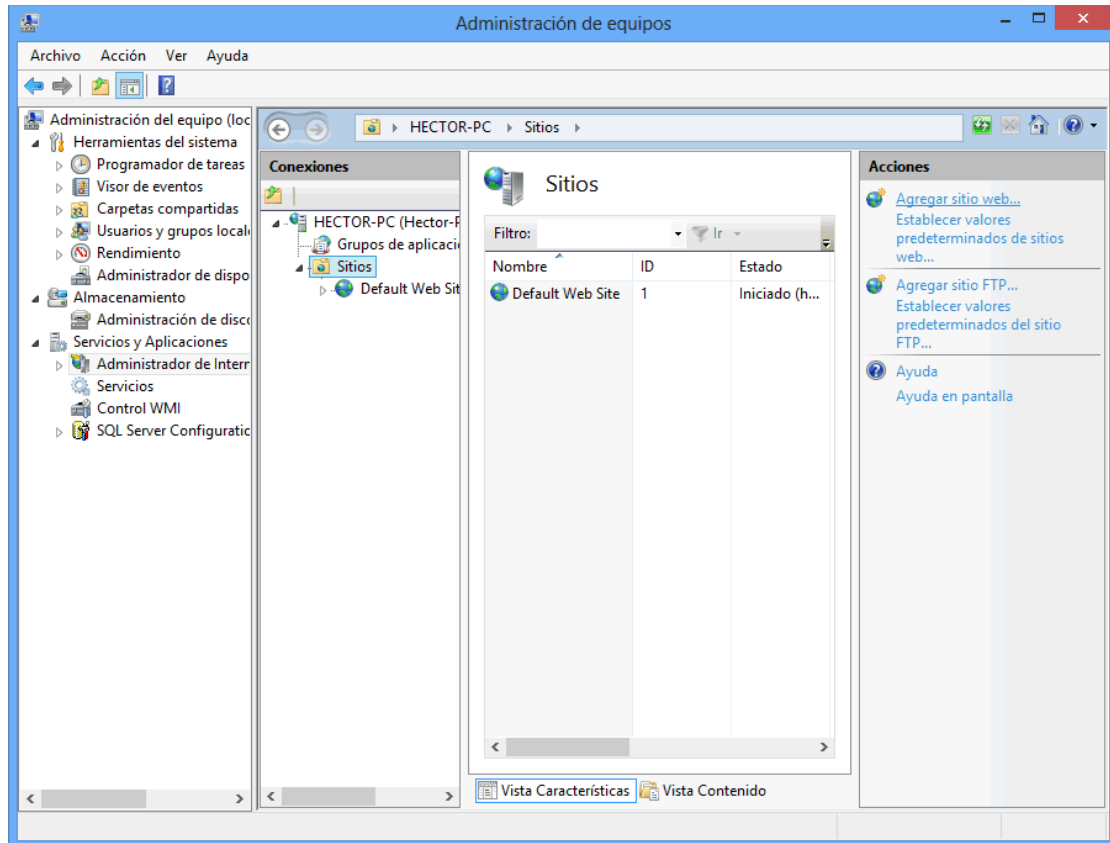 Administración de equipos
Archivo Acción Ver Ayuda
Administración del equipo (loc
Herramientas del sistema
Programador de tareas
Visor de eventos
Carpetas compartidas
Usuarios y grupos local
Rendimiento
Administrador de dispo
Almacenamiento
Administración de disc
Servicios y Aplicaciones
Administrador de Intern
Servicios
Control WMI
SQL Server Configuratic
HECTOR-PC Sitios
Conexiones
HECTOR-PC (Hector-P
Grupos de aplicació
Sitios
Default Web Sit
Sitios
Filtro: Ir
Nombre ID Estado
Default Web Site 1 Iniciado (h...
Vista Características Vista Contenido
Acciones
Agregar sitio web...
Establecer valores
predeterminados de sitios
web...
Agregar sitio FTP...
Establecer valores
predeterminados del sitio
FTP...
Ayuda
Ayuda en pantalla